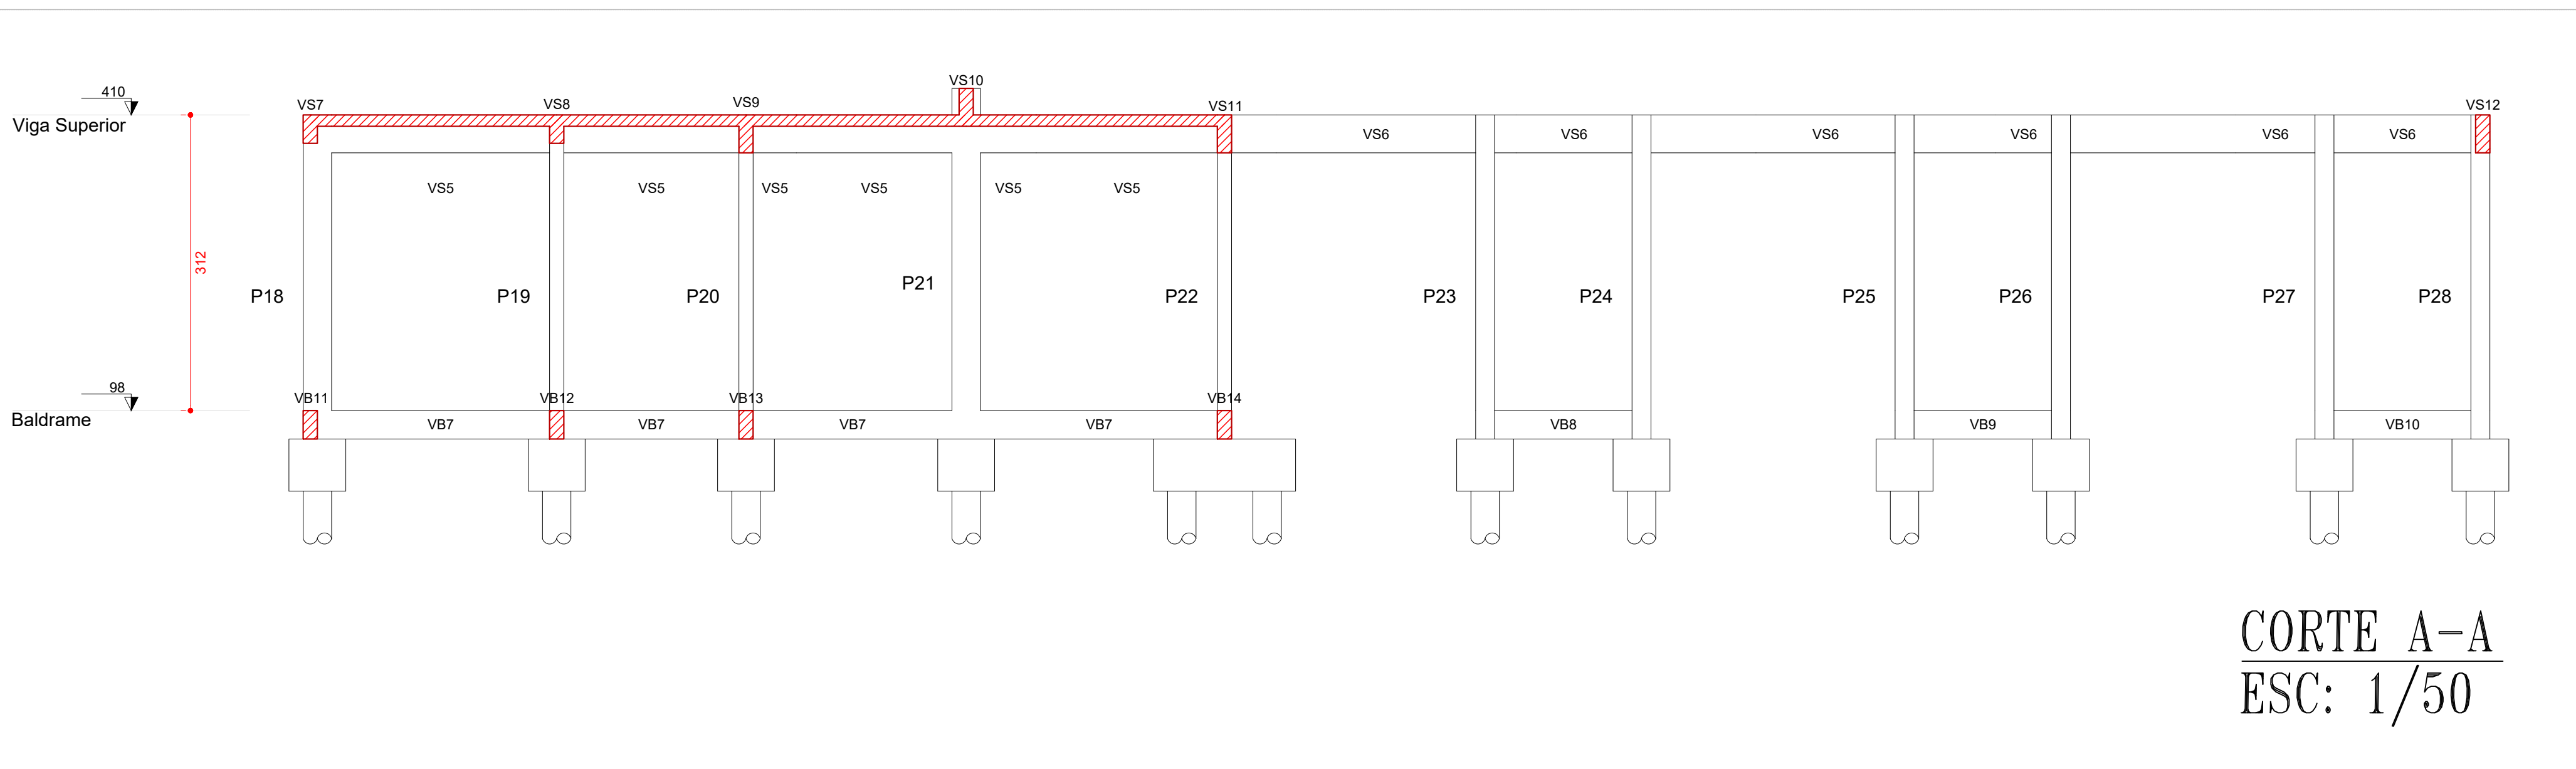 VS10
410
VS7
VS8
VS9
VS11
VS12
Viga Superior
VS6
VS6
VS6
VS6
VS6
VS6
VS5
VS5
VS5
VS5
VS5
VS5
312
P18
P19
P20
P21
P22
P23
P24
P25
P26
P27
P28
98
VB11
VB12
VB13
VB14
Baldrame
VB7
VB7
VB7
VB7
VB8
VB9
VB10
CORTE A-A
ESC: 1/50